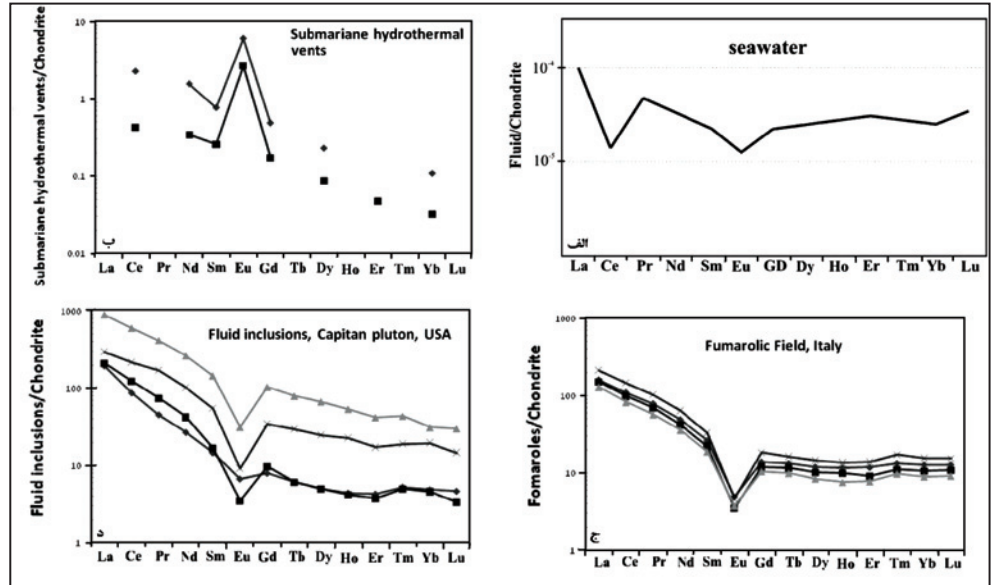 Submariane hydrothermal
vents
Submariane hydrothermal vents/Chondrite
10
1
0.1
0.01
ب
La Ce Pr Nd Sm Eu Gd Tb Dy Ho Er Tm Yb Lu
seawater
Fluid/Chondrite
10⁻⁴
10⁻⁵
الف
La Ce Pr Nd Sm Eu GD Dy Ho Er Tm Yb Lu
Fluid inclusions, Capitan pluton, USA
Fluid inclusions/Chondrite
1000
100
10
1
د
La Ce Pr Nd Sm Eu Gd Tb Dy Ho Er Tm Yb Lu
Fumarolic Field, Italy
Fomaroles/Chondrite
1000
100
10
1
ج
La Ce Pr Nd Sm Eu Gd Tb Dy Ho Er Tm Yb Lu